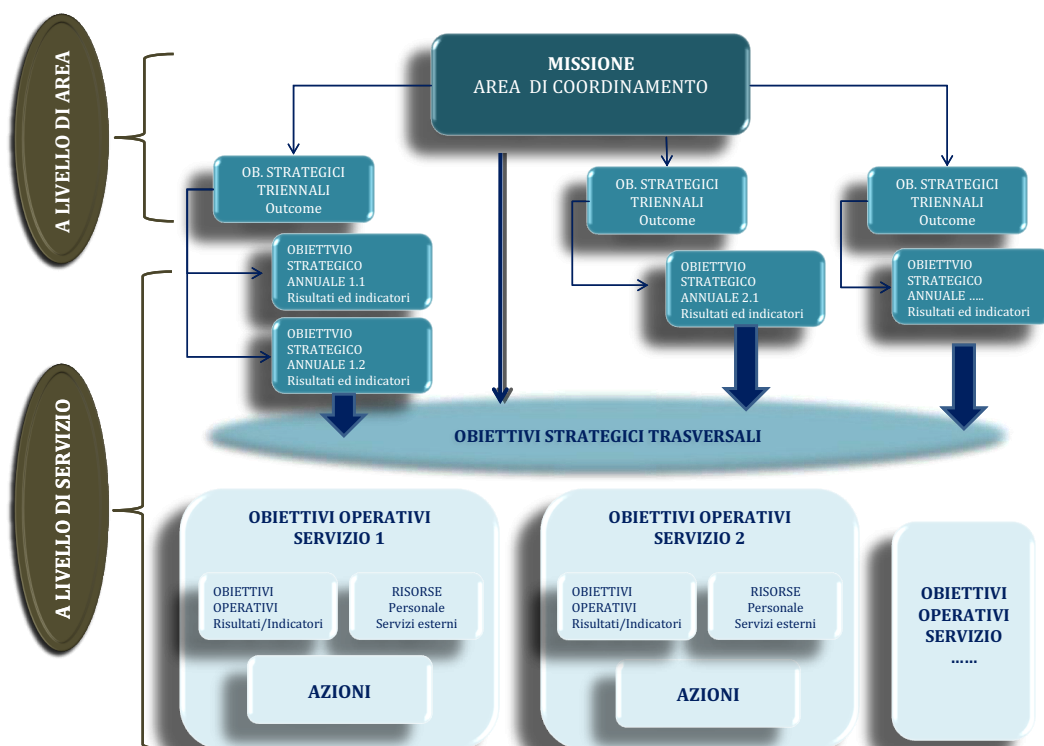 A LIVELLO DI AREA
MISSIONE
AREA DI COORDINAMENTO
OB. STRATEGICI
TRIENNALI
Outcome
OB. STRATEGICI
TRIENNALI
Outcome
OB. STRATEGICI
TRIENNALI
Outcome
OBIETTVIO
STRATEGICO
ANNUALE 1.1
Risultati ed indicatori
OBIETTVIO
STRATEGICO
ANNUALE 2.1
Risultati ed indicatori
OBIETTVIO
STRATEGICO
ANNUALE .....
Risultati ed indicatori
OBIETTVIO
STRATEGICO
ANNUALE 1.2
Risultati ed indicatori
A LIVELLO DI SERVIZIO
OBIETTIVI STRATEGICI TRASVERSALI
OBIETTIVI OPERATIVI
SERVIZIO 1
OBIETTIVI
OPERATIVI
Risultati/Indicatori
RISORSE
Personale
Servizi esterni
AZIONI
OBIETTIVI OPERATIVI
SERVIZIO 2
OBIETTIVI
OPERATIVI
Risultati/Indicatori
RISORSE
Personale
Servizi esterni
AZIONI
OBIETTIVI
OPERATIVI
SERVIZIO
......